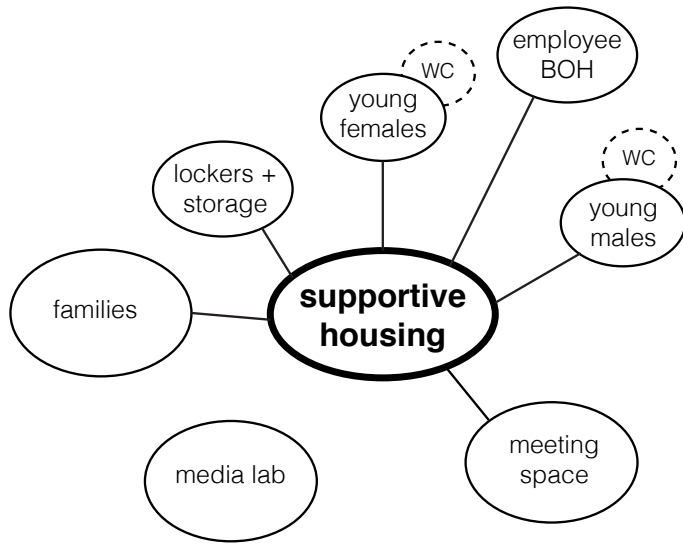 employee
BOH
WC
young
females
WC
lockers +
storage
young
males
supportive
housing
families
meeting
space
media lab